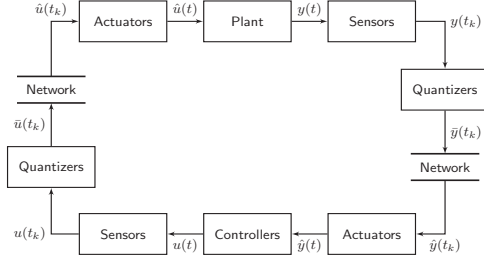 û(t_k) Actuators û(t) Plant y(t) Sensors y(t_k)
Network Quantizers
ū(t_k) ȳ(t_k)
Quantizers Network
u(t_k) Sensors u(t) Controllers ŷ(t) Actuators ŷ(t_k)